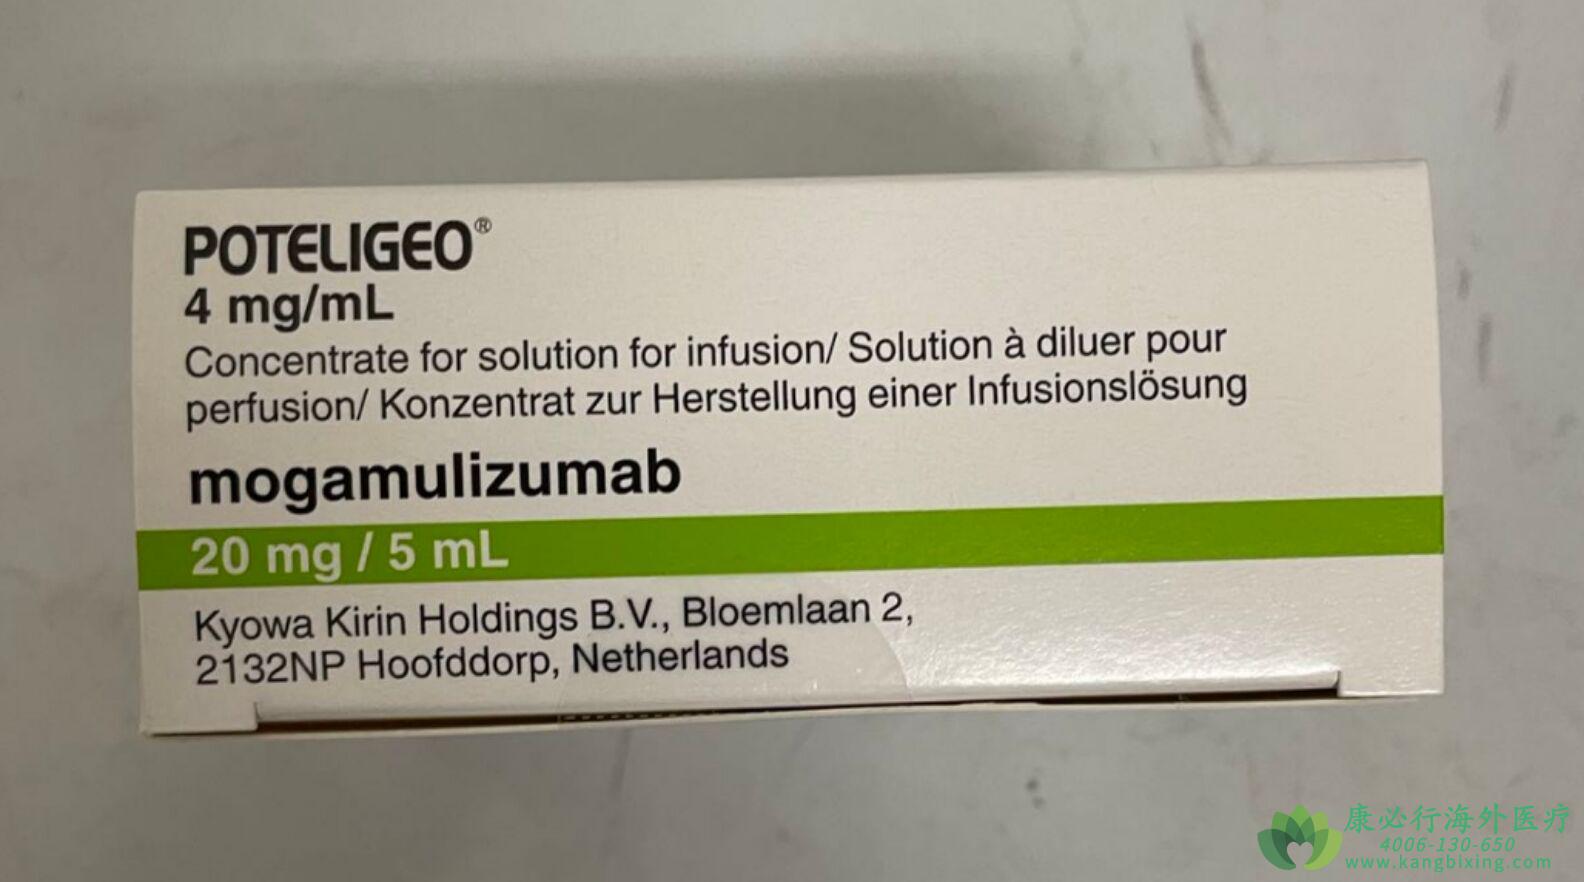 POTELIGEO®
4 mg/mL
Concentrate for solution for infusion/ Solution à diluer pour
perfusion/ Konzentrat zur Herstellung einer Infusionslösung
mogamulizumab
20 mg / 5 mL
Kyowa Kirin Holdings B.V., Bloemlaan 2,
2132NP Hoofddorp, Netherlands
康必行海外医疗
4006-130-650
www.kangbixing.com